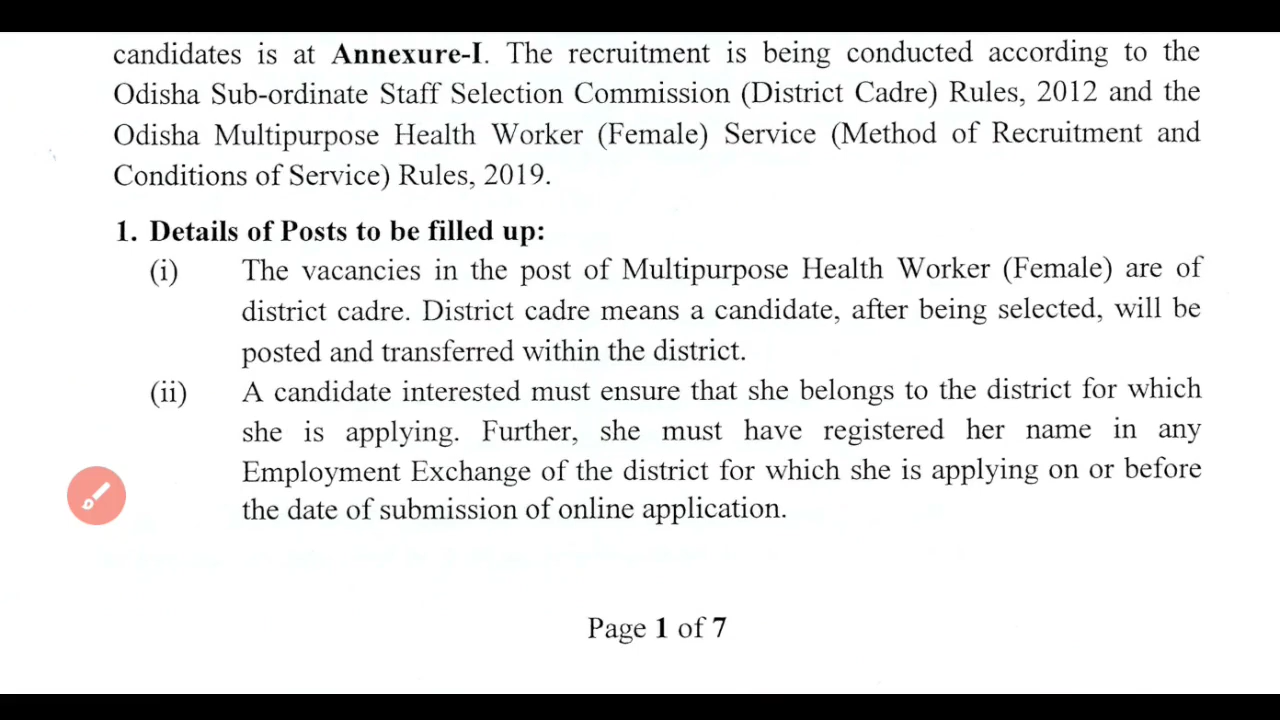 candidates is at Annexure-I. The recruitment is being conducted according to the
Odisha Sub-ordinate Staff Selection Commission (District Cadre) Rules, 2012 and the
Odisha Multipurpose Health Worker (Female) Service (Method of Recruitment and
Conditions of Service) Rules, 2019.
1. Details of Posts to be filled up:
(i) The vacancies in the post of Multipurpose Health Worker (Female) are of
district cadre. District cadre means a candidate, after being selected, will be
posted and transferred within the district.
(ii) A candidate interested must ensure that she belongs to the district for which
she is applying. Further, she must have registered her name in any
Employment Exchange of the district for which she is applying on or before
the date of submission of online application.
Page 1 of 7